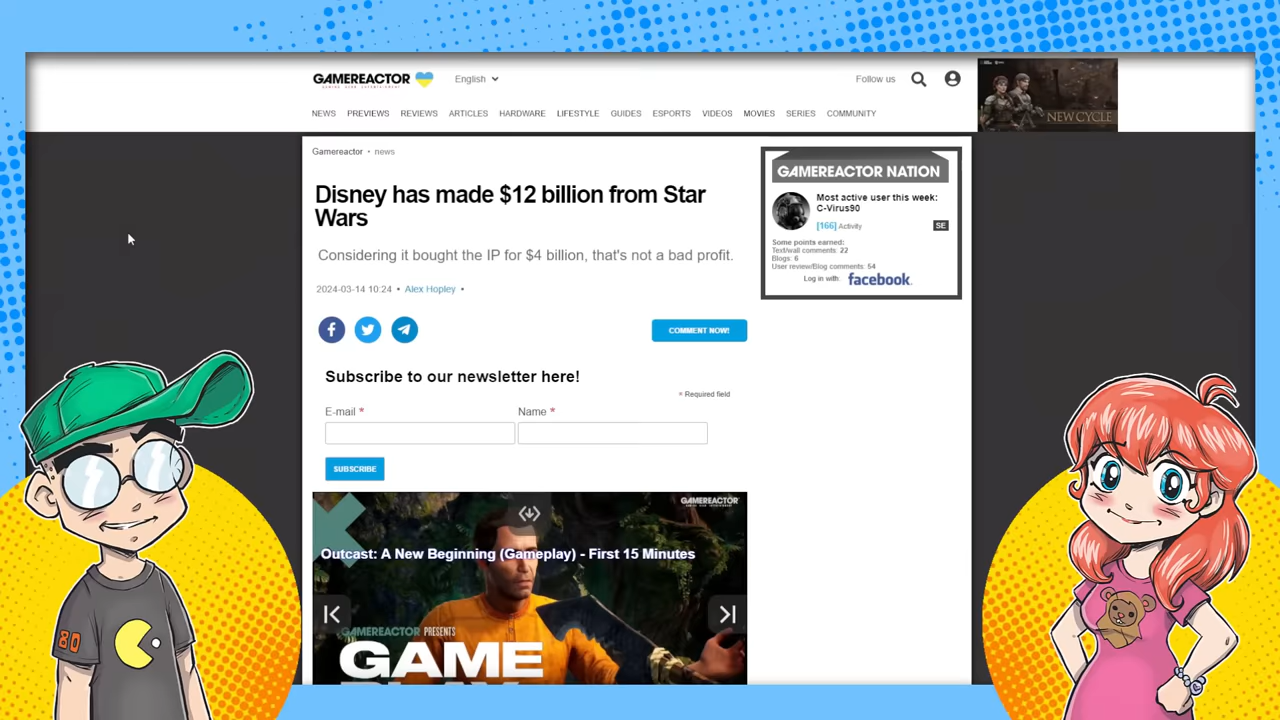 GAMEREACTOR
English
Follow us
NEW CYCLE
NEWS PREVIEWS REVIEWS ARTICLES HARDWARE LIFESTYLE GUIDES ESPORTS VIDEOS MOVIES SERIES COMMUNITY
Gamereactor • news
Disney has made $12 billion from Star
Wars
Considering it bought the IP for $4 billion, that's not a bad profit.
2024-03-14 10:24 • Alex Hopley •
COMMENT NOW!
Subscribe to our newsletter here!
* Required field
E-mail * Name *
SUBSCRIBE
GAMEREACTOR
Outcast: A New Beginning (Gameplay) - First 15 Minutes
GAMEREACTOR PRESENTS
GAME
PLAY
GAMEREACTOR NATION
Most active user this week:
C-Virus90
[166] Activity
SE
Some points earned:
Text/wall comments: 22
Blogs: 6
User review/Blog comments: 54
Log in with: facebook.
80